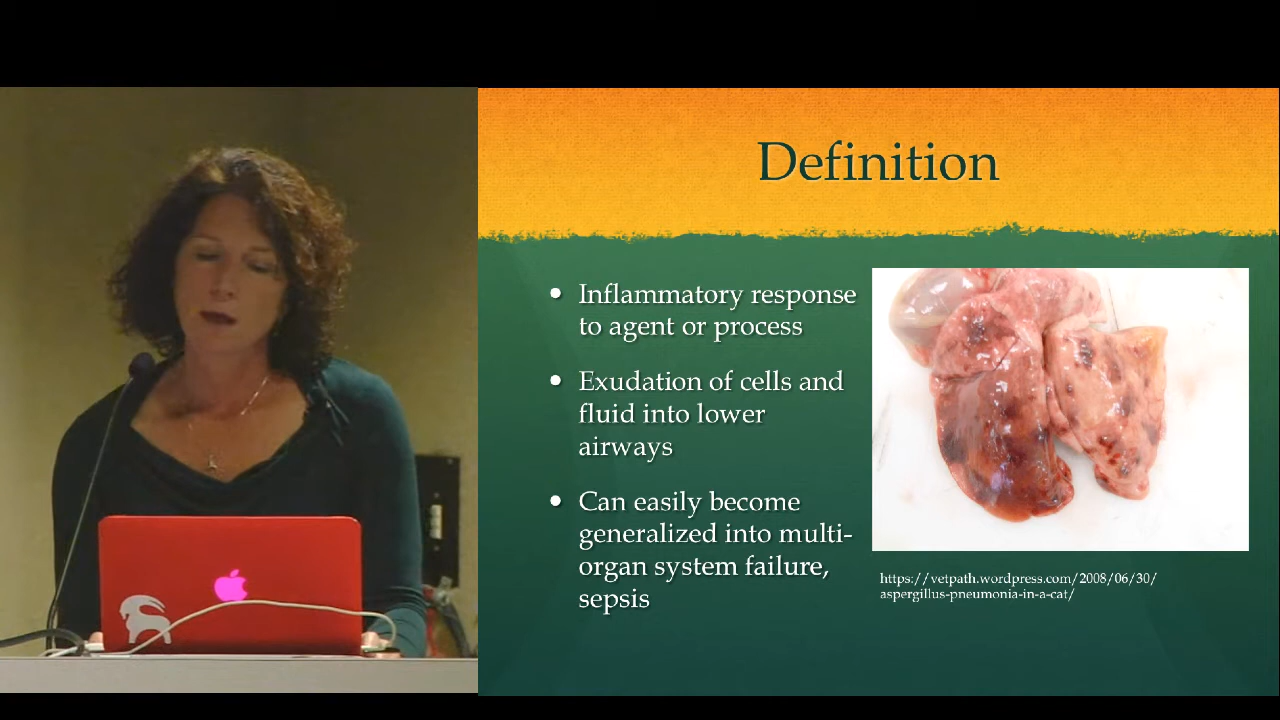 Definition
• Inflammatory response
to agent or process
• Exudation of cells and
fluid into lower
airways
• Can easily become
generalized into multi-
organ system failure,
sepsis
https://vetpath.wordpress.com/2008/06/30/
aspergillus-pneumonia-in-a-cat/